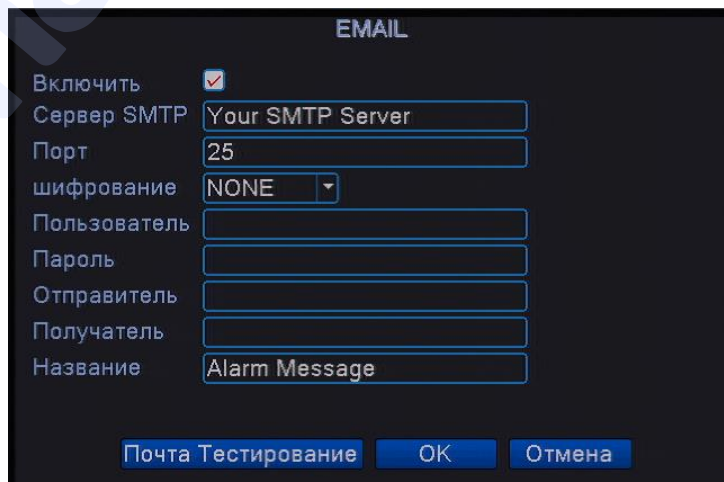 EMAIL
Включить
Сервер SMTP Your SMTP Server
Порт 25
шифрование NONE
Пользователь
Пароль
Отправитель
Получатель
Название Alarm Message
Почта Тестирование OK Отмена